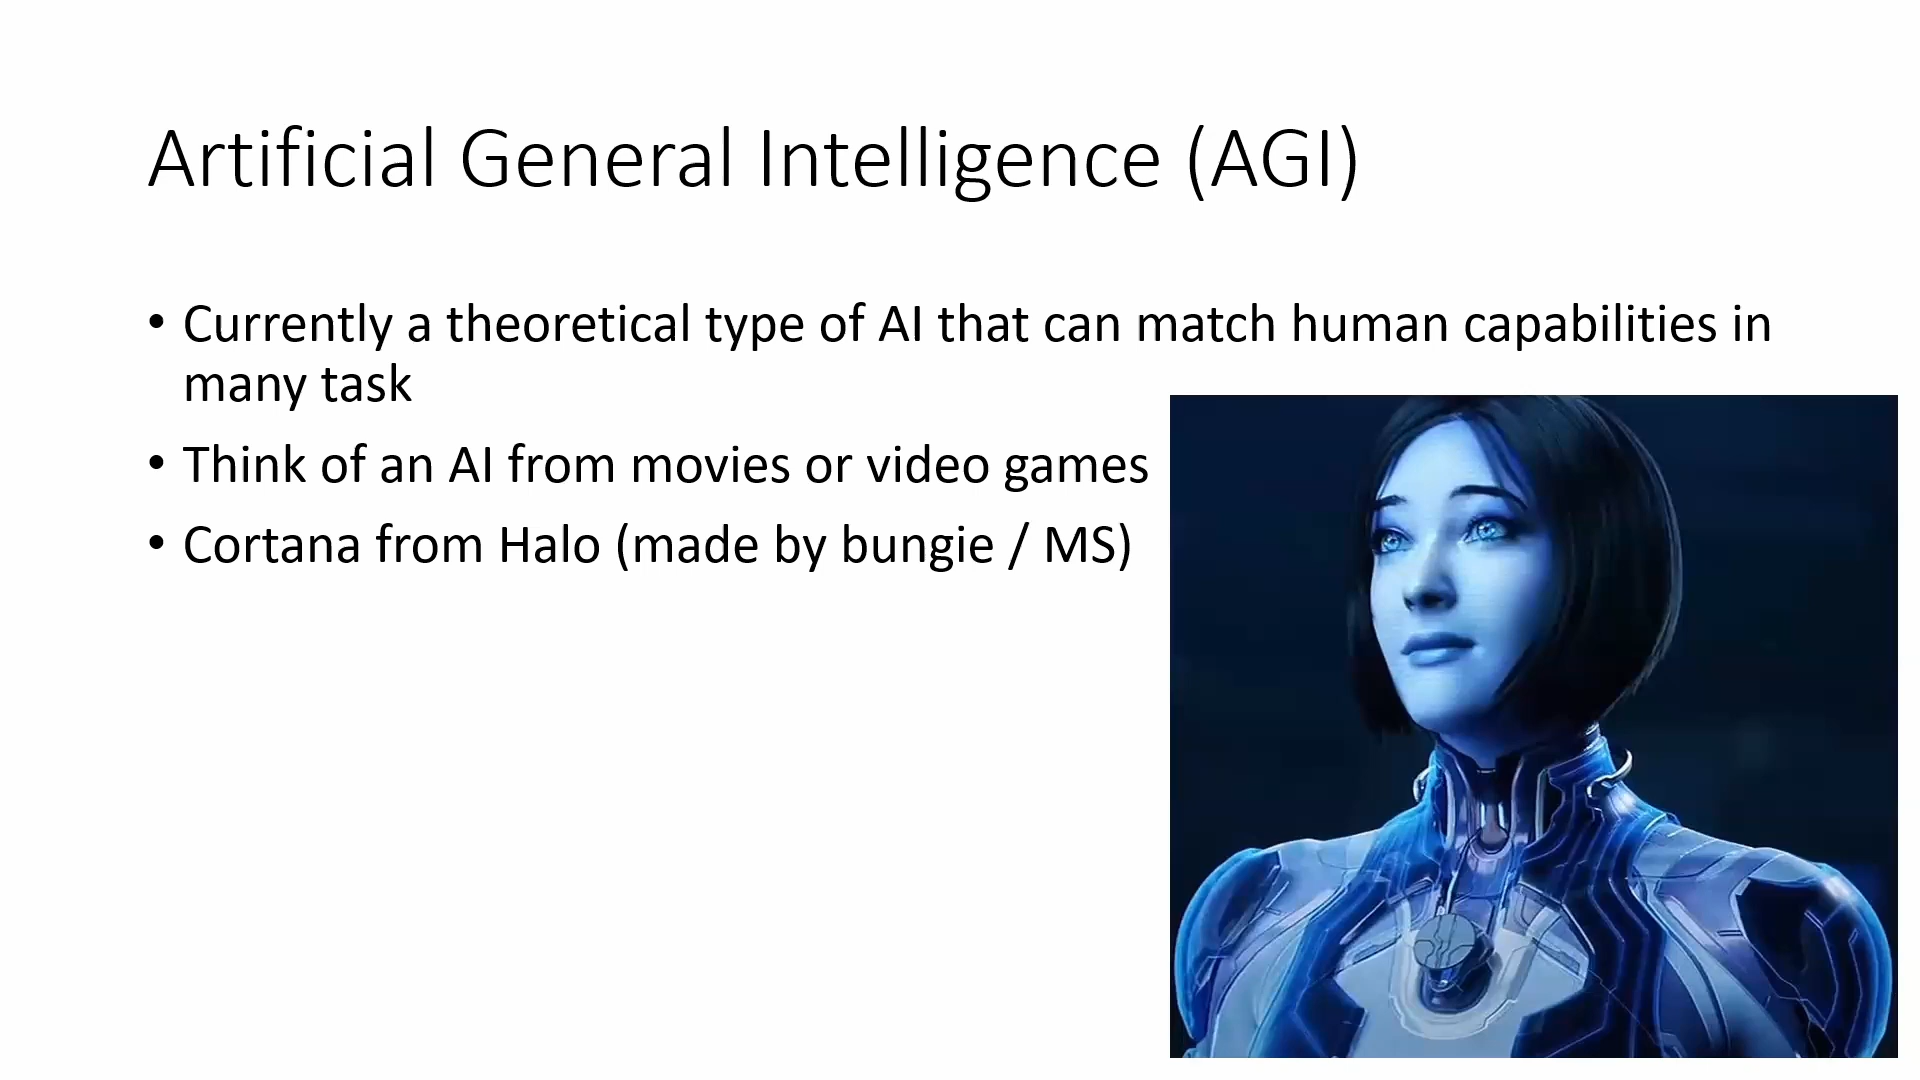 Artificial General Intelligence (AGI)
• Currently a theoretical type of AI that can match human capabilities in
many task
• Think of an AI from movies or video games
• Cortana from Halo (made by bungie / MS)